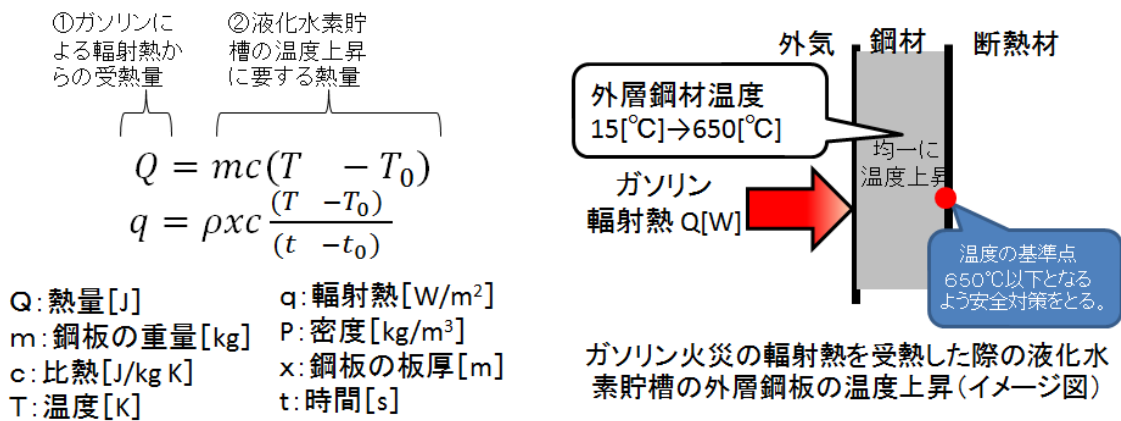 ①ガソリンに
よる輻射熱か
らの受熱量
②液化水素貯
槽の温度上昇
に要する熱量
Q = mc(T - T₀)
q = ρxc (T -T₀)/(t -t₀)
Q:熱量[J]
m:鋼板の重量[kg]
c:比熱[J/kg K]
T:温度[K]
q:輻射熱[W/m²]
Ρ:密度[kg/m³]
x:鋼板の板厚[m]
t:時間[s]
外気
鋼材
断熱材
外層鋼材温度
15[℃]→650[℃]
均一に
温度上昇
ガソリン
輻射熱 Q[W]
温度の基準点
650℃以下となる
よう安全対策をとる。
ガソリン火災の輻射熱を受熱した際の液化水
素貯槽の外層鋼板の温度上昇(イメージ図)